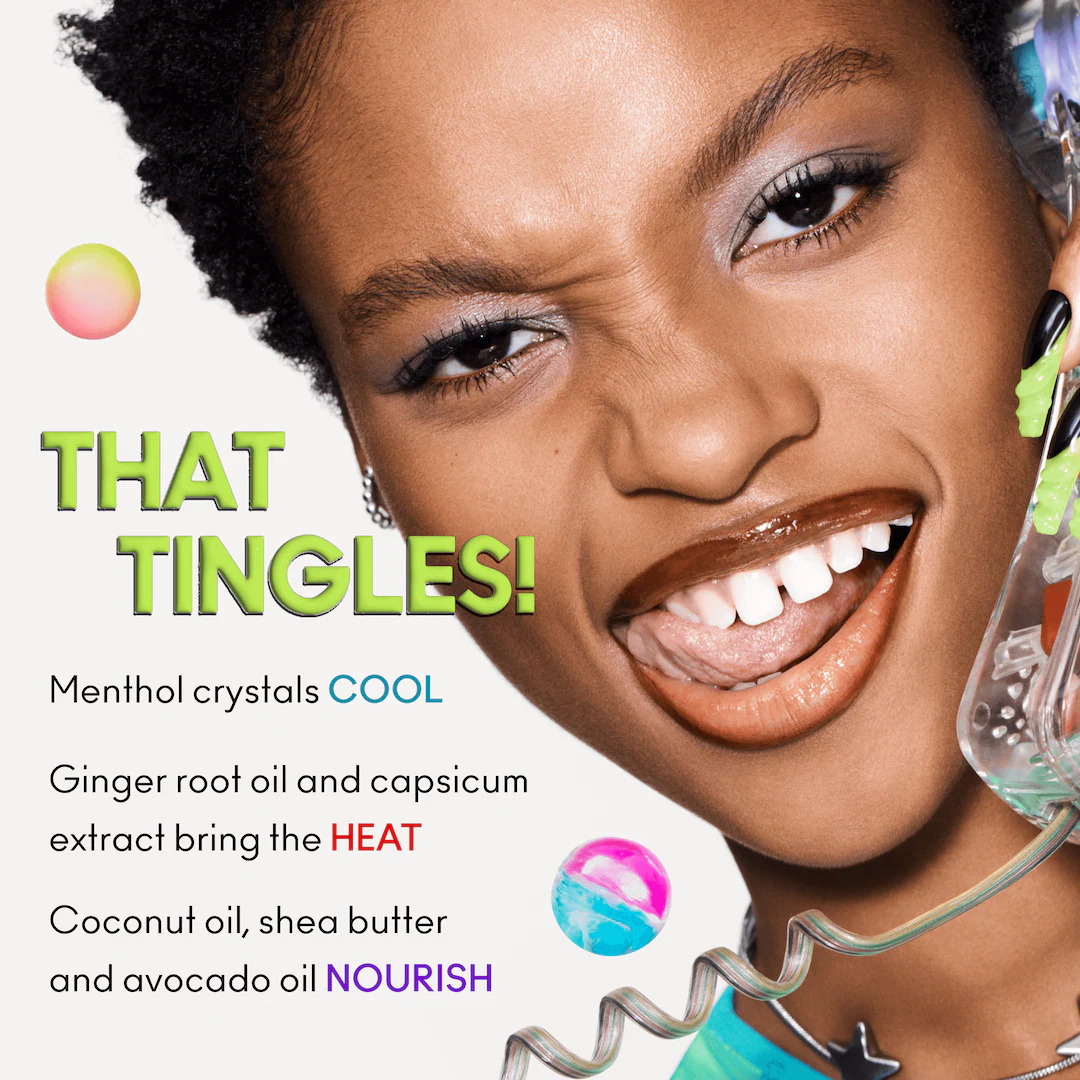 THAT
TINGLES!
Menthol crystals COOL
Ginger root oil and capsicum
extract bring the HEAT
Coconut oil, shea butter
and avocado oil NOURISH